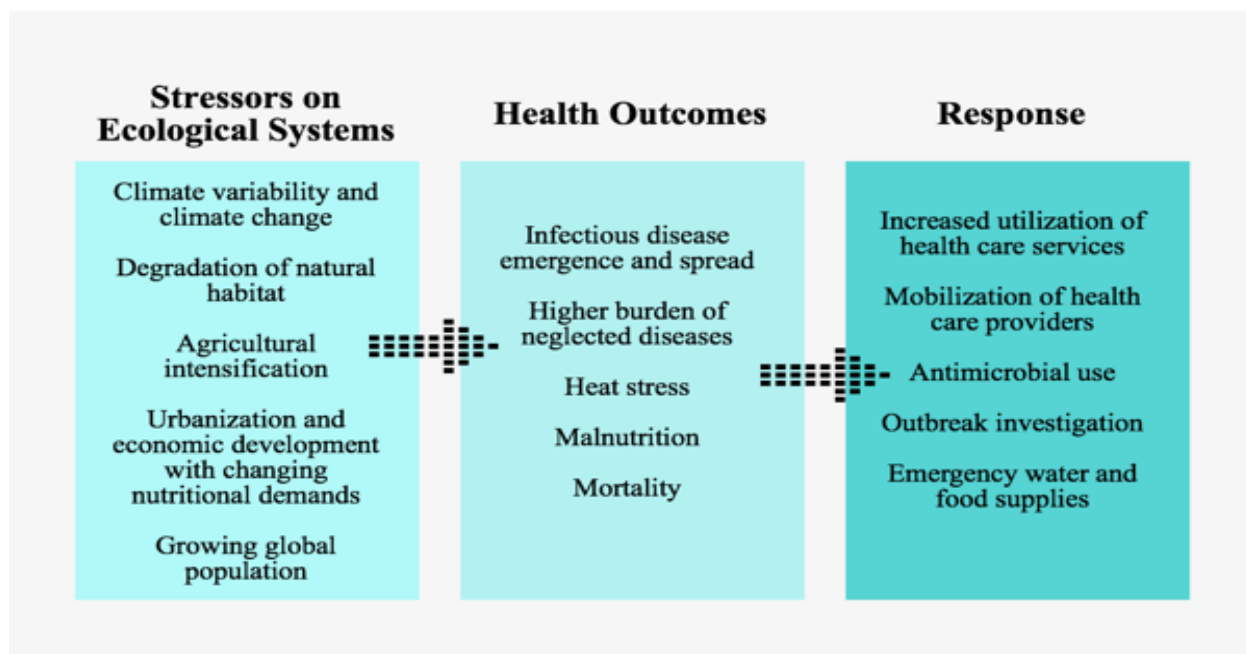 Stressors on
Ecological Systems
Climate variability and
climate change
Degradation of natural
habitat
Agricultural
intensification
Urbanization and
economic development
with changing
nutritional demands
Growing global
population
Health Outcomes
Infectious disease
emergence and spread
Higher burden of
neglected diseases
Heat stress
Malnutrition
Mortality
Response
Increased utilization of
health care services
Mobilization of health
care providers
Antimicrobial use
Outbreak investigation
Emergency water and
food supplies